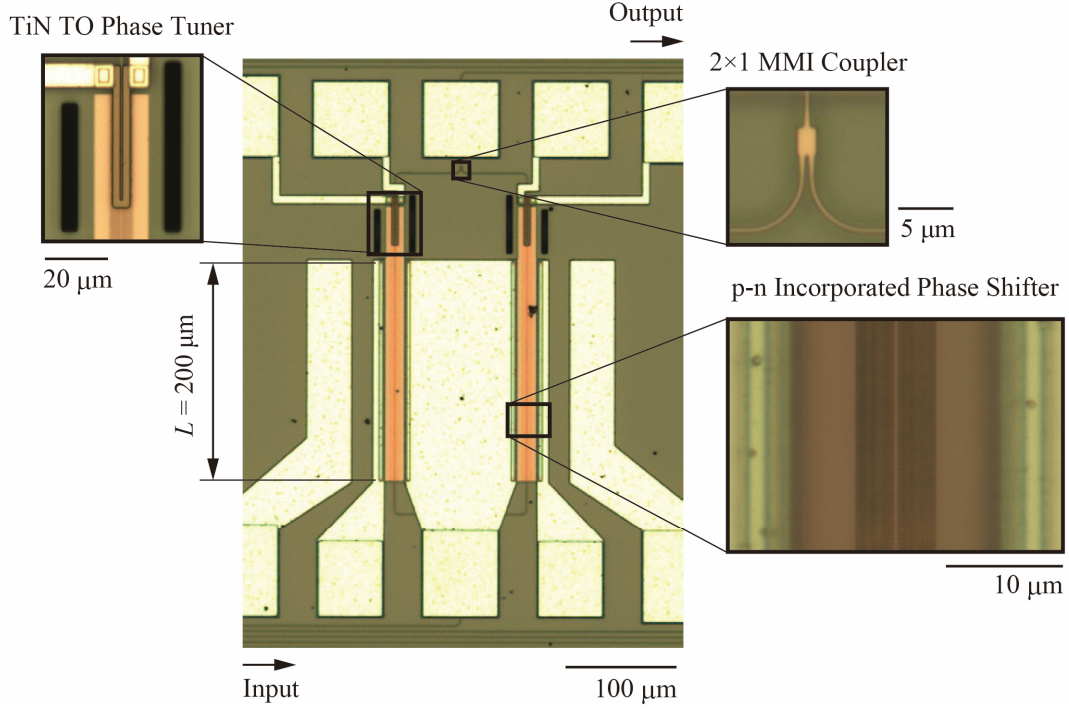 Output
TiN TO Phase Tuner
2×1 MMI Coupler
5 μm
20 μm
p-n Incorporated Phase Shifter
L = 200 μm
10 μm
Input
100 μm